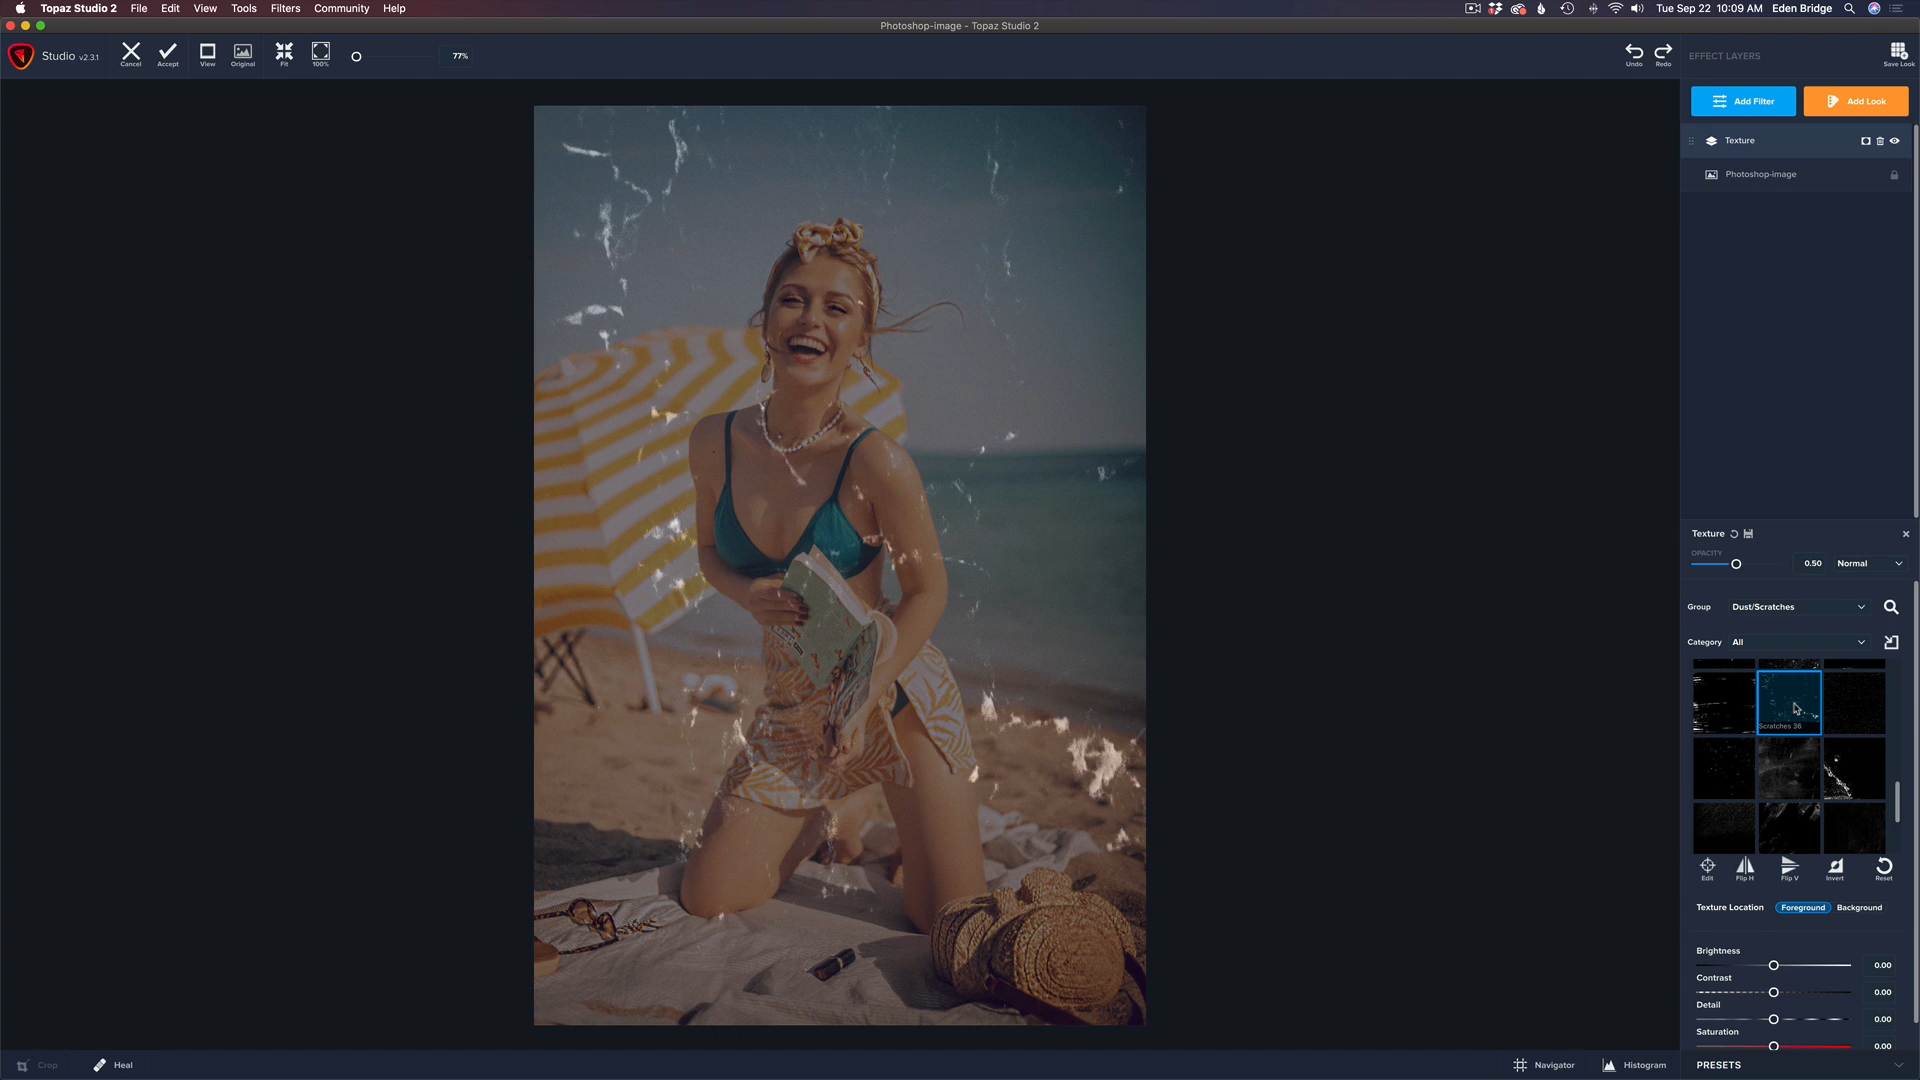 Topaz Studio 2 File Edit View Tools Filters Community Help
Tue Sep 22 10:09 AM Eden Bridge
Photoshop-image - Topaz Studio 2
Studio v2.3.1
Cancel Accept View Original Fit 100% 77%
Undo Redo
EFFECT LAYERS
Save Look
Add Filter Add Look
Texture
Photoshop-image
Texture
OPACITY
0.50 Normal
Group Dust/Scratches
Category All
Scratches 36
Edit Flip H Flip V Invert Reset
Texture Location Foreground Background
Brightness
0.00
Contrast
0.00
Detail
0.00
Saturation
0.00
Crop Heal Navigator Histogram PRESETS